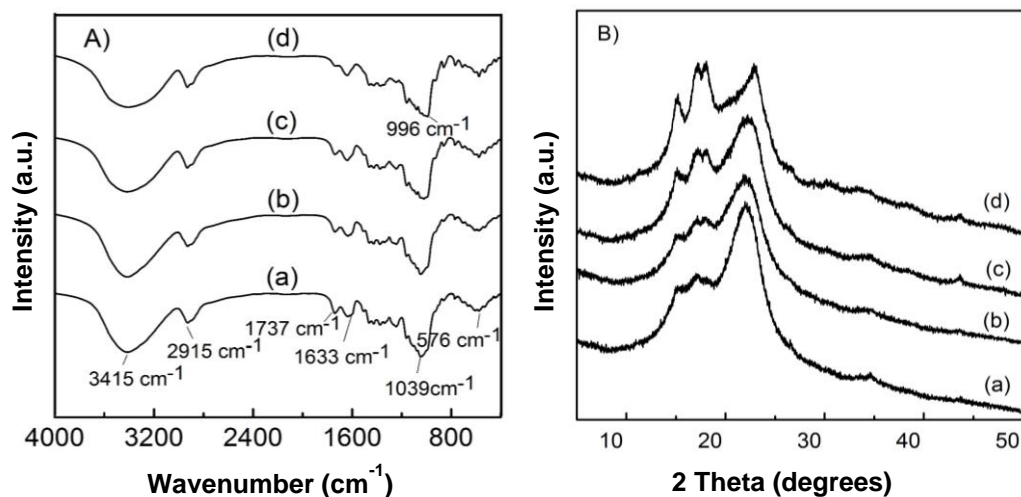 A)
(d)
996 cm⁻¹
(c)
(b)
(a)
1737 cm⁻¹
576 cm⁻¹
2915 cm⁻¹
1633 cm⁻¹
3415 cm⁻¹
1039cm⁻¹
4000 3200 2400 1600 800
Wavenumber (cm⁻¹)
Intensity (a.u.)
B)
(d)
(c)
(b)
(a)
10 20 30 40 50
2 Theta (degrees)
Intensity (a.u.)